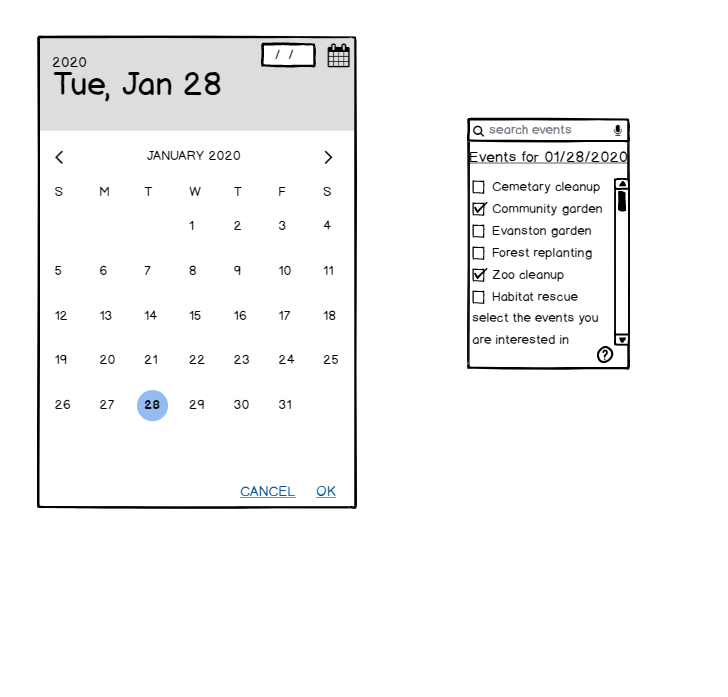 2020
/ /
Tue, Jan 28
JANUARY 2020
S M T W T F S
1 2 3 4
5 6 7 8 9 10 11
12 13 14 15 16 17 18
19 20 21 22 23 24 25
26 27 28 29 30 31
CANCEL OK
search events
Events for 01/28/2020
Cemetary cleanup
Community garden
Evanston garden
Forest replanting
Zoo cleanup
Habitat rescue
select the events you
are interested in
?